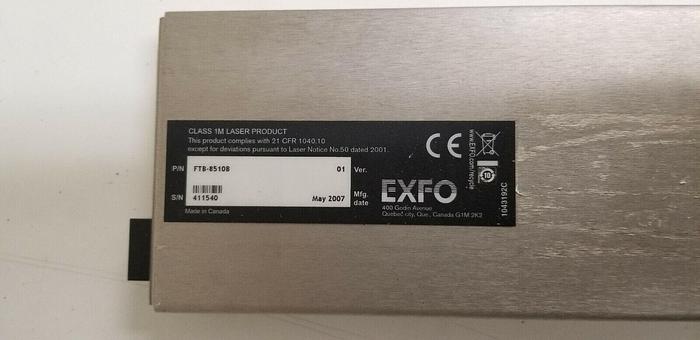 CLASS 1M LASER PRODUCT
This product complies with 21 CFR 1040.10
except for deviations pursuant to Laser Notice No.50 dated 2001.
P/N FTB-8510B 01 Ver.
S/N 411540 May 2007 Mfg. date
Made in Canada
CE
EXFO
400 Godin Avenue
Quebec city, Que., Canada G1M 2K2
www.EXFO.com/recycle
10
1043192C